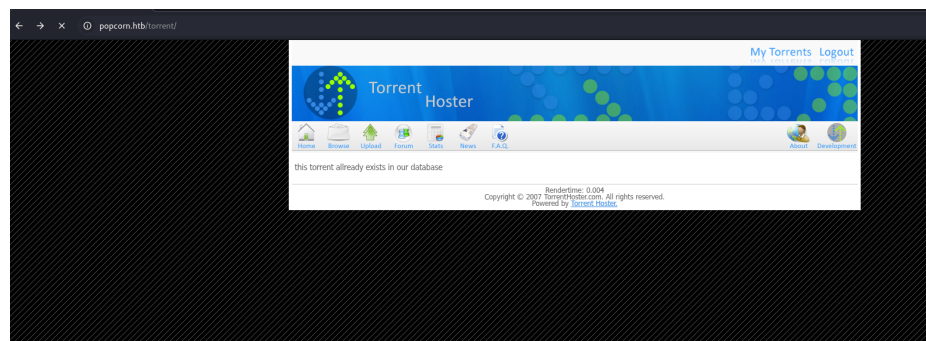 popcorn.htb/torrent/
My Torrents Logout
Torrent
Hoster
Home Browse Upload Forum Stats News F.A.Q. About Development
this torrent allready exists in our database
Rendertime: 0.004
Copyright © 2007 TorrentHoster.com. All rights reserved.
Powered by Torrent Hoster.